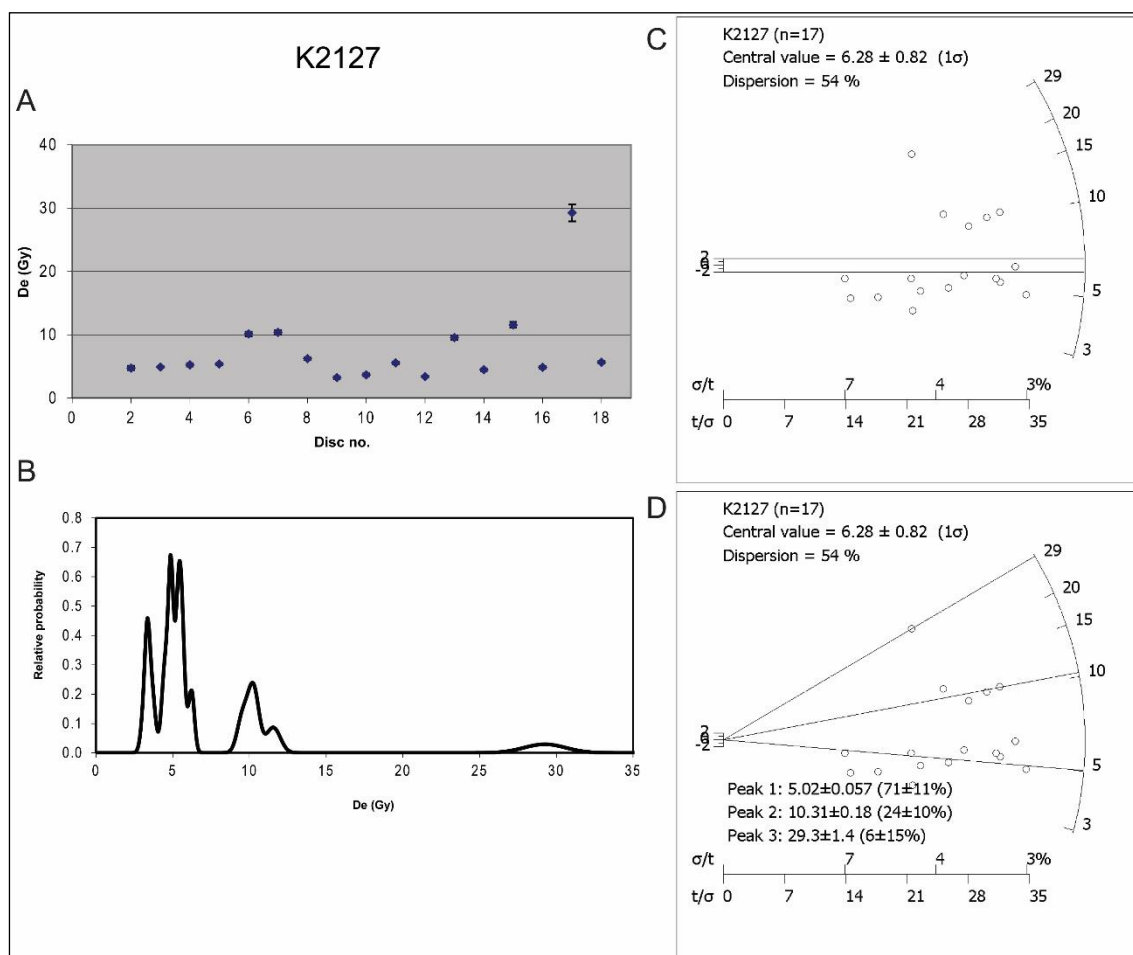 K2127
A
De (Gy)
40
30
20
10
0
0 2 4 6 8 10 12 14 16 18
Disc no.
B
Relative probability
0.8
0.7
0.6
0.5
0.4
0.3
0.2
0.1
0.0
0 5 10 15 20 25 30 35
De (Gy)
C
K2127 (n=17)
Central value = 6.28 ± 0.82 (1σ)
Dispersion = 54 %
29
20
15
10
5
3
2
-2
σ/t 7 4 3%
t/σ 0 7 14 21 28 35
D
K2127 (n=17)
Central value = 6.28 ± 0.82 (1σ)
Dispersion = 54 %
29
20
15
10
5
3
2
-2
Peak 1: 5.02±0.057 (71±11%)
Peak 2: 10.31±0.18 (24±10%)
Peak 3: 29.3±1.4 (6±15%)
σ/t 7 4 3%
t/σ 0 7 14 21 28 35